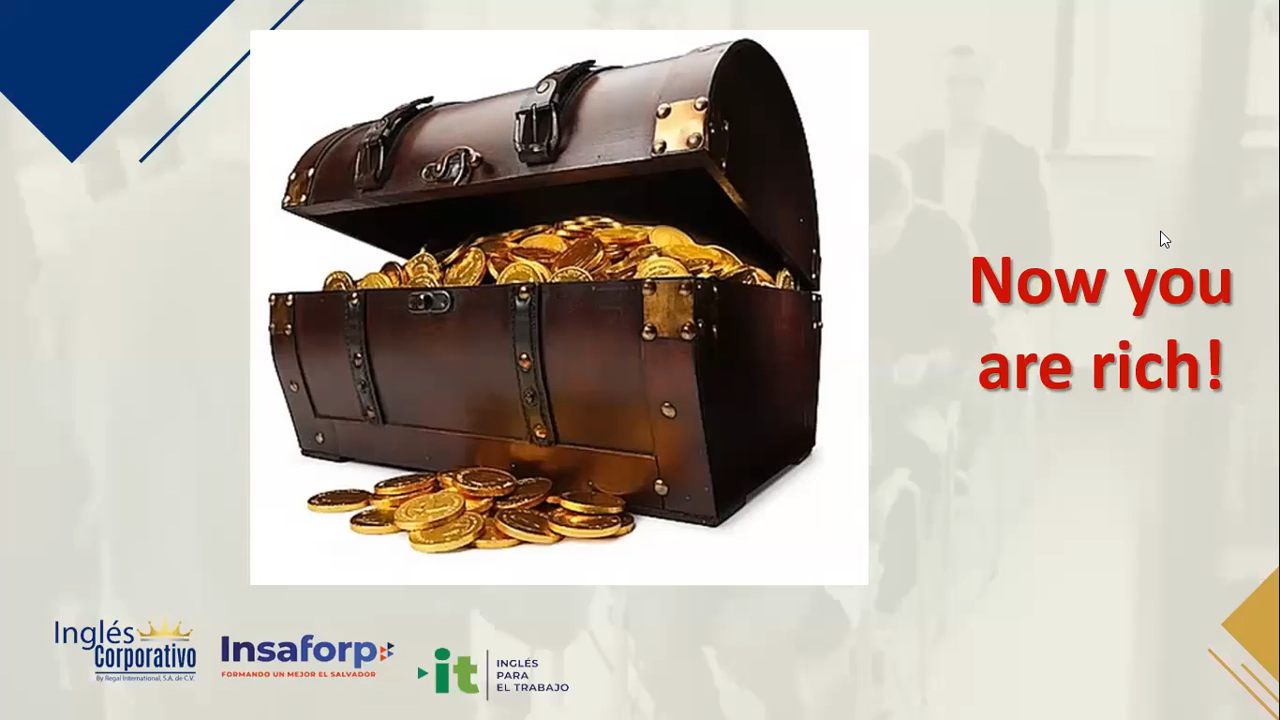 Now you
are rich!
Inglés
Corporativo
By Regal International, S.A. de C.V.
Insaforp
FORMANDO UN MEJOR EL SALVADOR
it
INGLÉS
PARA
EL TRABAJO